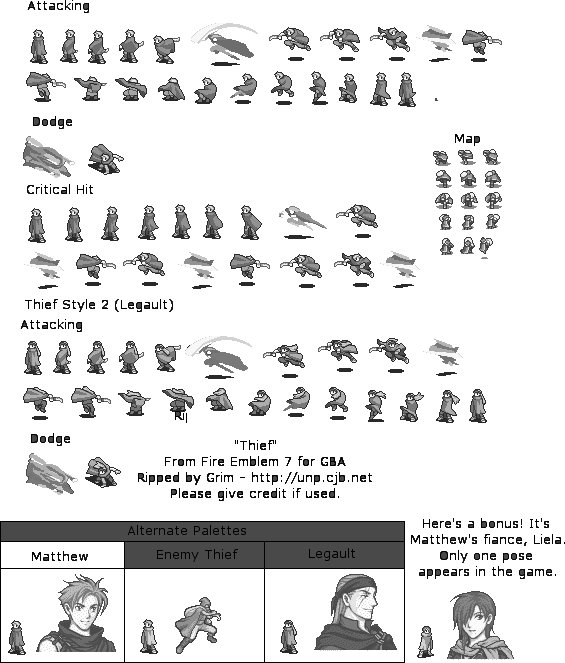 Attacking
Dodge
Map
Critical Hit
Thief Style 2 (Legault)
Attacking
Dodge
"Thief"
From Fire Emblem 7 for GBA
Ripped by Grim - http://unp.cjb.net
Please give credit if used.
Alternate Palettes
Matthew
Enemy Thief
Legault
Here's a bonus! It's
Matthew's fiance, Liela.
Only one pose
appears in the game.